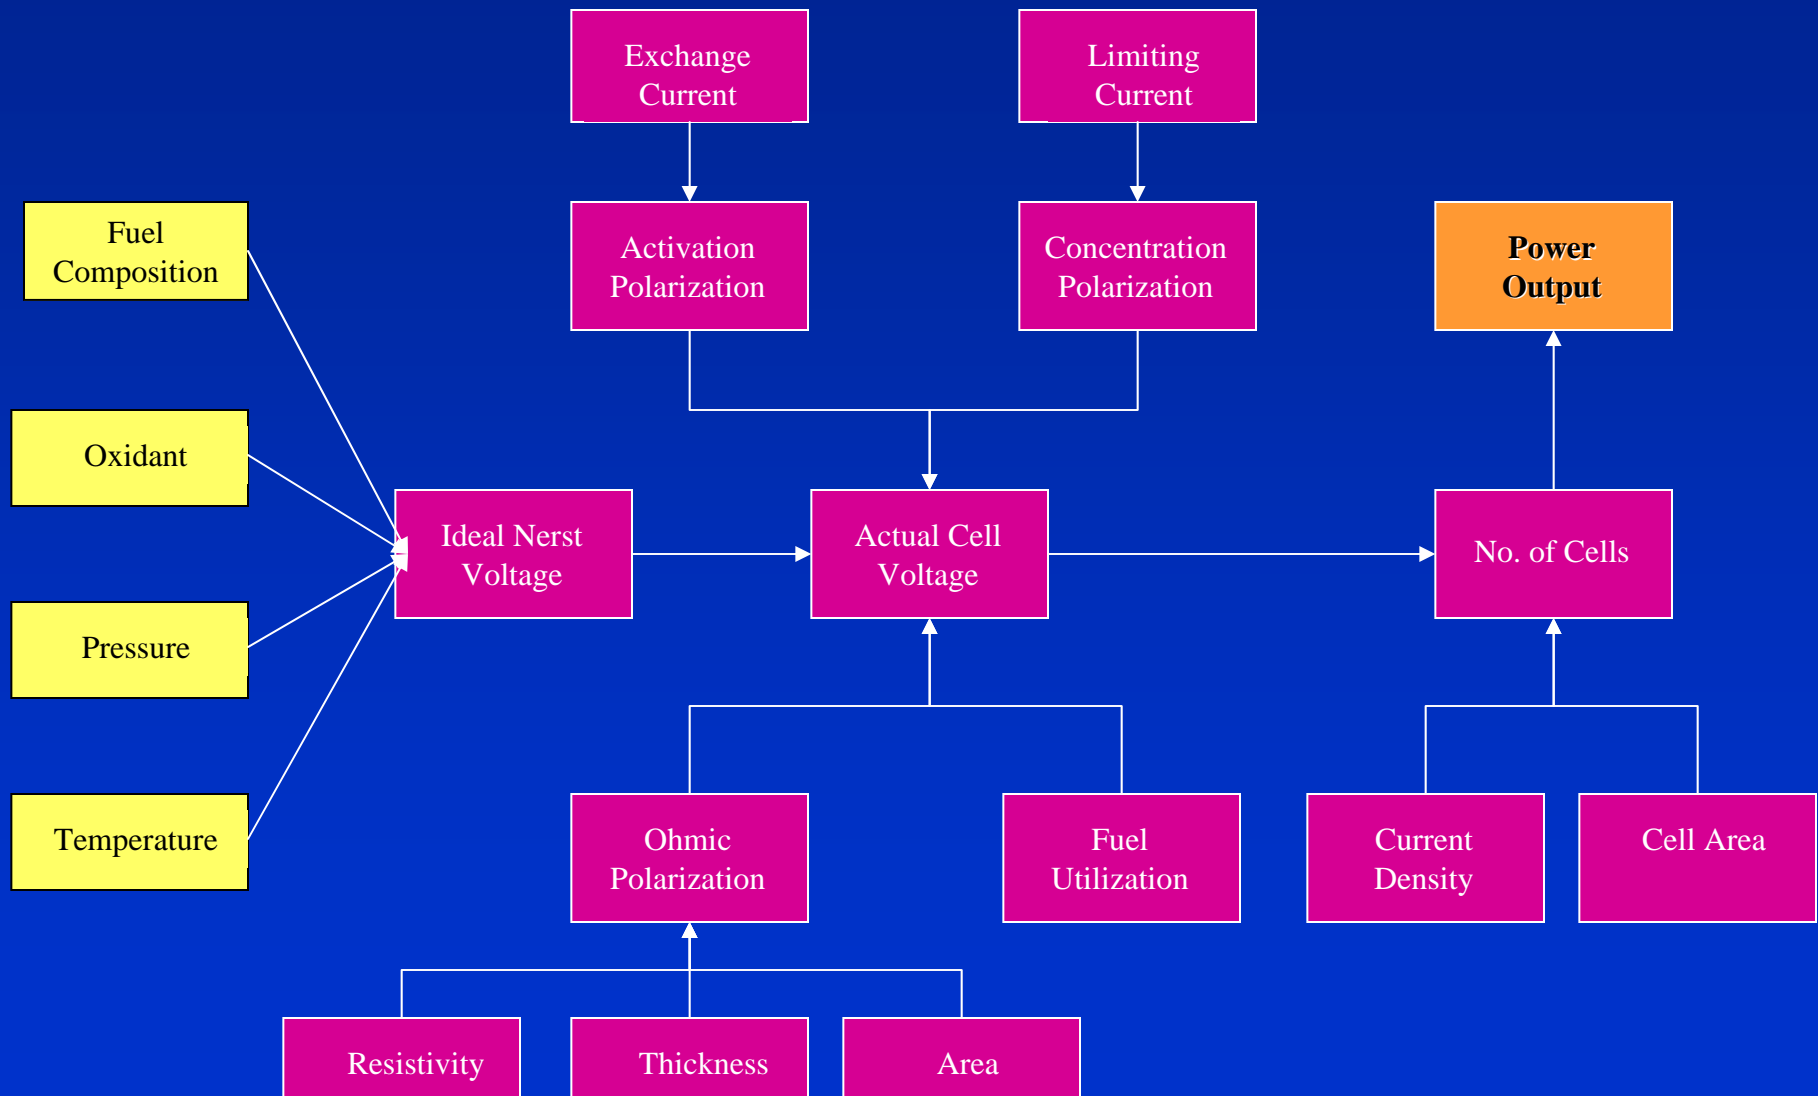 Exchange
Current
Limiting
Current
Fuel
Composition
Activation
Polarization
Concentration
Polarization
Power
Output
Oxidant
Ideal Nerst
Voltage
Actual Cell
Voltage
No. of Cells
Pressure
Temperature
Ohmic
Polarization
Fuel
Utilization
Current
Density
Cell Area
Resistivity
Thickness
Area